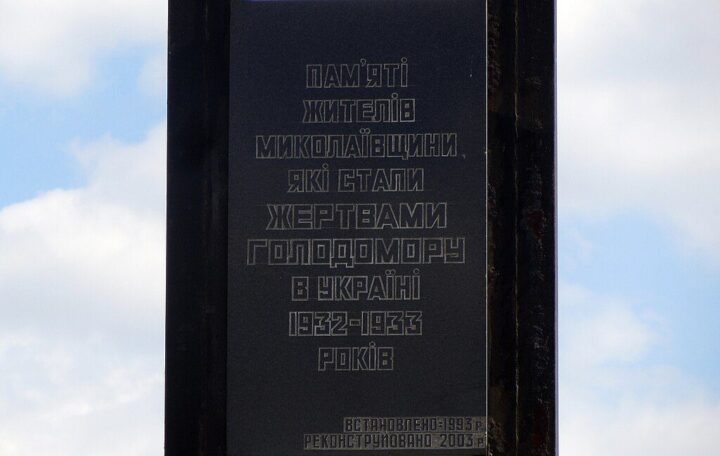 ПАМ'ЯТІ
ЖИТЕЛІВ
МИКОЛАЇВЩИНИ,
ЯКІ СТАЛИ
ЖЕРТВАМИ
ГОЛОДОМОРУ
В УКРАЇНІ
1932-1933
РОКІВ
ВСТАНОВЛЕНО-1993 р.
РЕКОНСТРУЙОВАНО-2003 р.